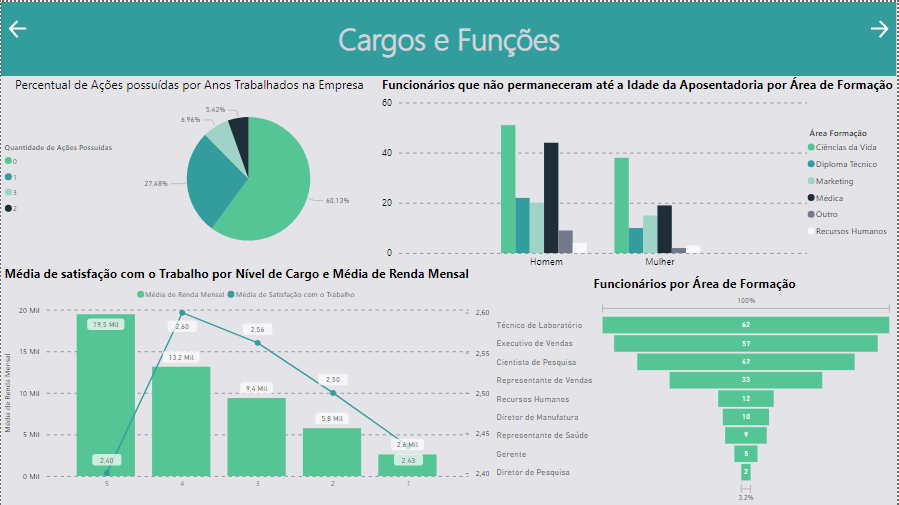 Cargos e Funções
Percentual de Ações possuídas por Anos Trabalhados na Empresa
Quantidade de Ações Possuidas
0
1
3
2
5,42%
6,96%
27,48%
60,13%
Funcionários que não permaneceram até a Idade da Aposentadoria por Área de Formação
60
40
20
0
Homem
Mulher
Área Formação
Ciências da Vida
Diploma Técnico
Marketing
Médica
Outro
Recursos Humanos
Média de satisfação com o Trabalho por Nível de Cargo e Média de Renda Mensal
Média de Renda Mensal
Média de Satisfação com o Trabalho
Média de Renda Mensal
20 Mil
15 Mil
10 Mil
5 Mil
0 Mil
19,5 Mil
13,2 Mil
9,4 Mil
5,8 Mil
2,6 Mil
2,40
2,60
2,56
2,50
2,43
5
4
3
2
1
2,60
2,55
2,50
2,45
2,40
Funcionários por Área de Formação
100%
Técnico de Laboratório 62
Executivo de Vendas 57
Cientista de Pesquisa 47
Representante de Vendas 33
Recursos Humanos 12
Diretor de Manufatura 10
Representante de Saúde 9
Gerente 5
Diretor de Pesquisa 2
3,2%